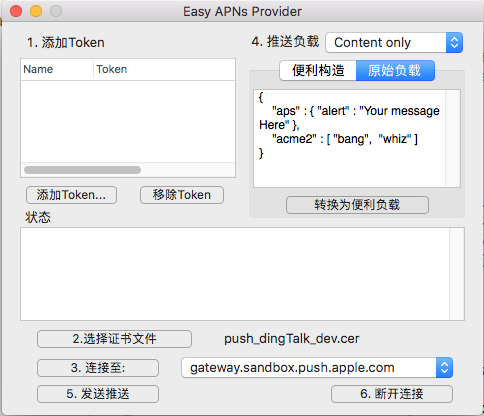 Easy APNs Provider
1. 添加Token
4. 推送负载
Content only
Name
Token
便利构造
原始负载
{
"aps" : { "alert" : "Your message
Here" },
"acme2" : [ "bang", "whiz" ]
}
添加Token...
移除Token
转换为便利负载
状态
2.选择证书文件
push_dingTalk_dev.cer
3. 连接至:
gateway.sandbox.push.apple.com
5. 发送推送
6. 断开连接